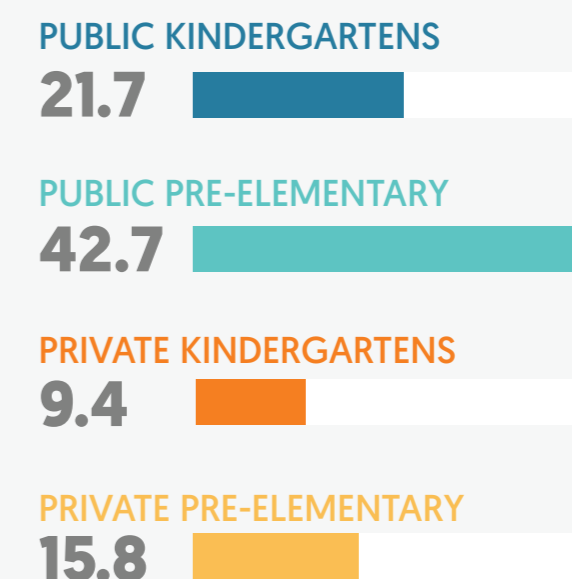 PUBLIC KINDERGARTENS
21.7
PUBLIC PRE-ELEMENTARY
42.7
PRIVATE KINDERGARTENS
9.4
PRIVATE PRE-ELEMENTARY
15.8